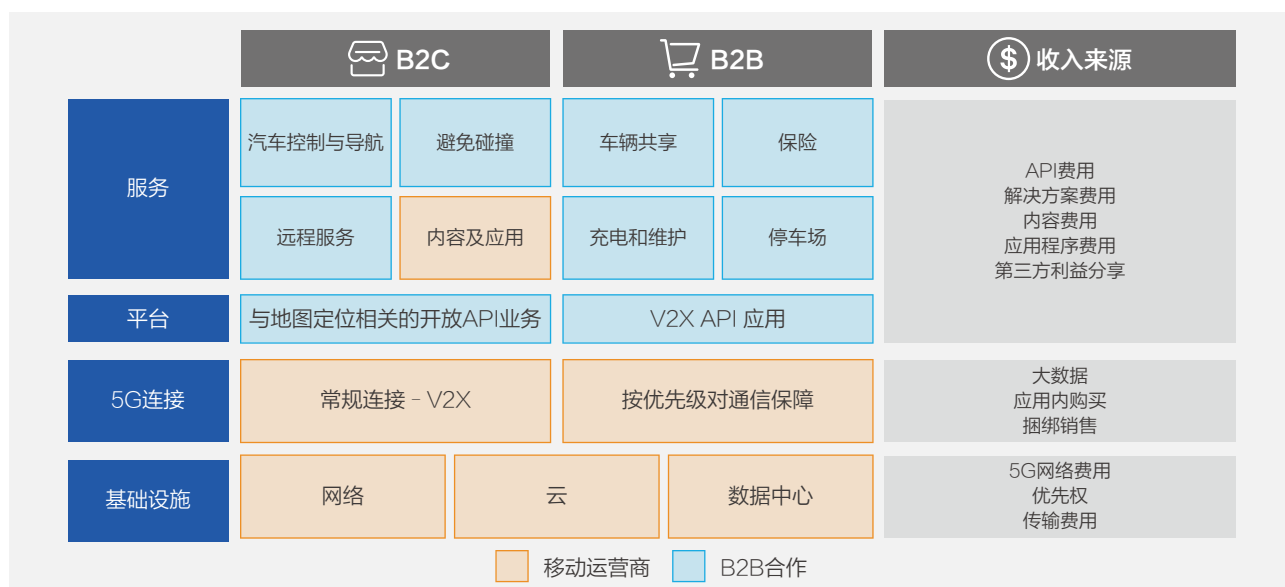 B2C
B2B
收入来源
服务
汽车控制与导航
避免碰撞
车辆共享
保险
远程服务
内容及应用
充电和维护
停车场
API费用
解决方案费用
内容费用
应用程序费用
第三方利益分享
平台
与地图定位相关的开放API业务
V2X API 应用
5G连接
常规连接 - V2X
按优先级对通信保障
大数据
应用内购买
捆绑销售
基础设施
网络
云
数据中心
5G网络费用
优先权
传输费用
移动运营商
B2B合作